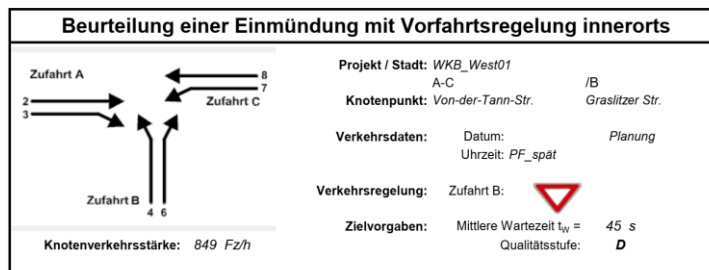 Beurteilung einer Einmündung mit Vorfahrtsregelung innerorts
Zufahrt A
8
7
Zufahrt C
2
3
Zufahrt B
4 6
Knotenverkehrsstärke: 849 Fz/h
Projekt / Stadt: WKB_West01
A-C /B
Knotenpunkt: Von-der-Tann-Str. Graslitzer Str.
Verkehrsdaten: Datum: Planung
Uhrzeit: PF_spät
Verkehrsregelung: Zufahrt B:
Zielvorgaben: Mittlere Wartezeit tW = 45 s
Qualitätsstufe: D